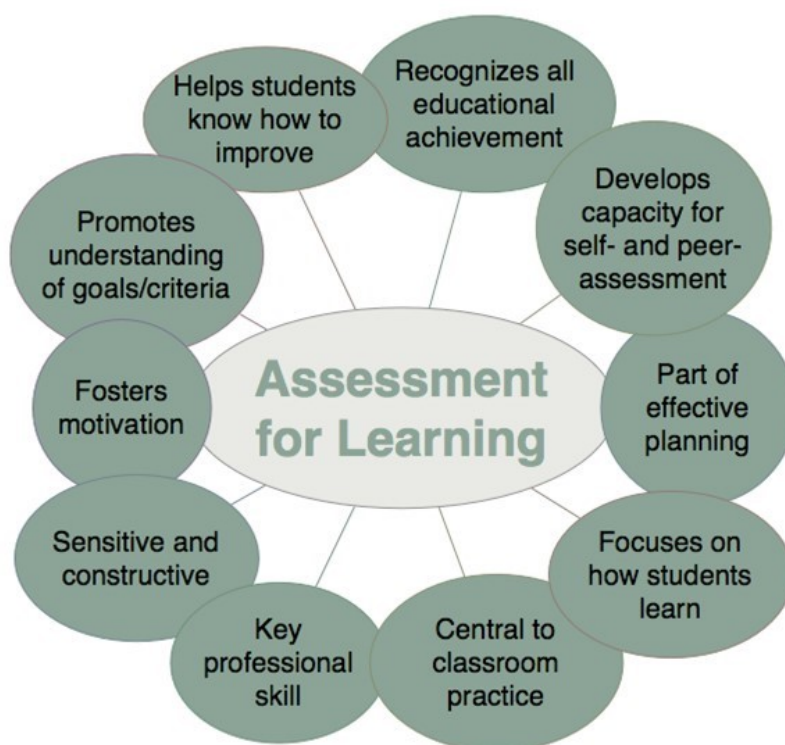 Assessment
for Learning
Recognizes all
educational
achievement
Develops
capacity for
self- and peer-
assessment
Part of
effective
planning
Focuses on
how students
learn
Central to
classroom
practice
Key
professional
skill
Sensitive and
constructive
Fosters
motivation
Promotes
understanding
of goals/criteria
Helps students
know how to
improve